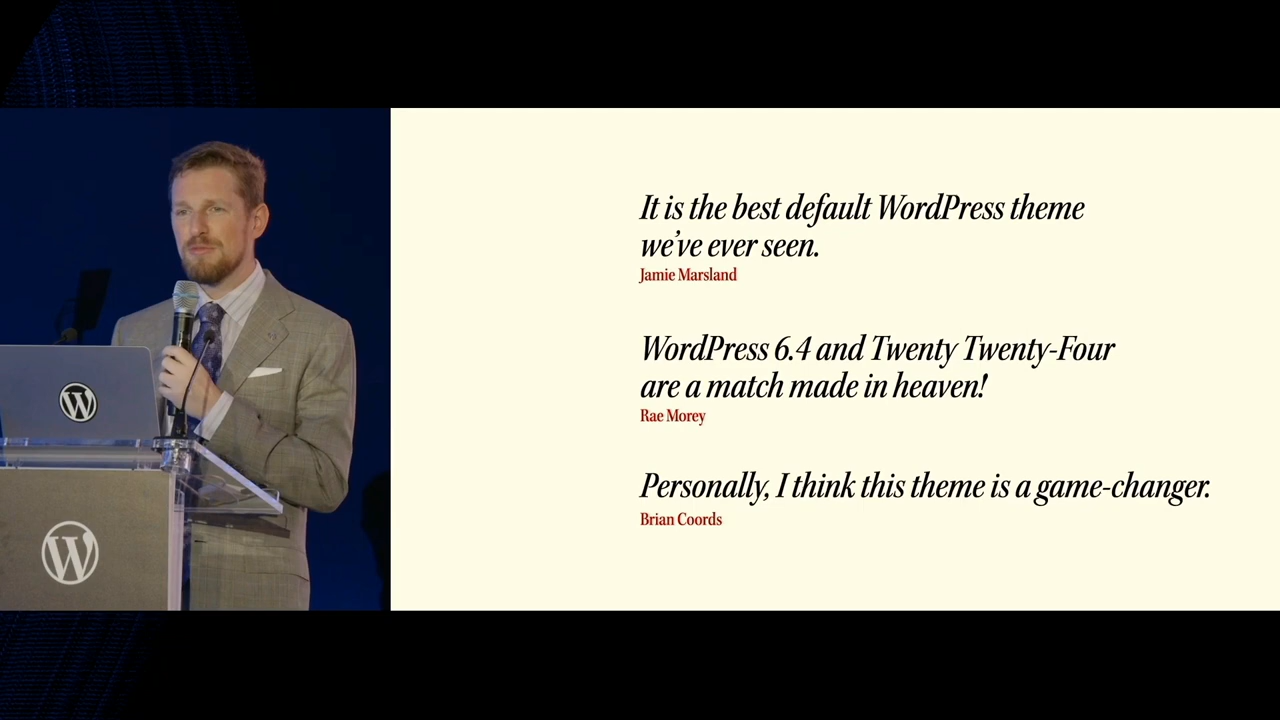 It is the best default WordPress theme
we've ever seen.
Jamie Marsland
WordPress 6.4 and Twenty Twenty-Four
are a match made in heaven!
Rae Morey
Personally, I think this theme is a game-changer.
Brian Coords
W
W